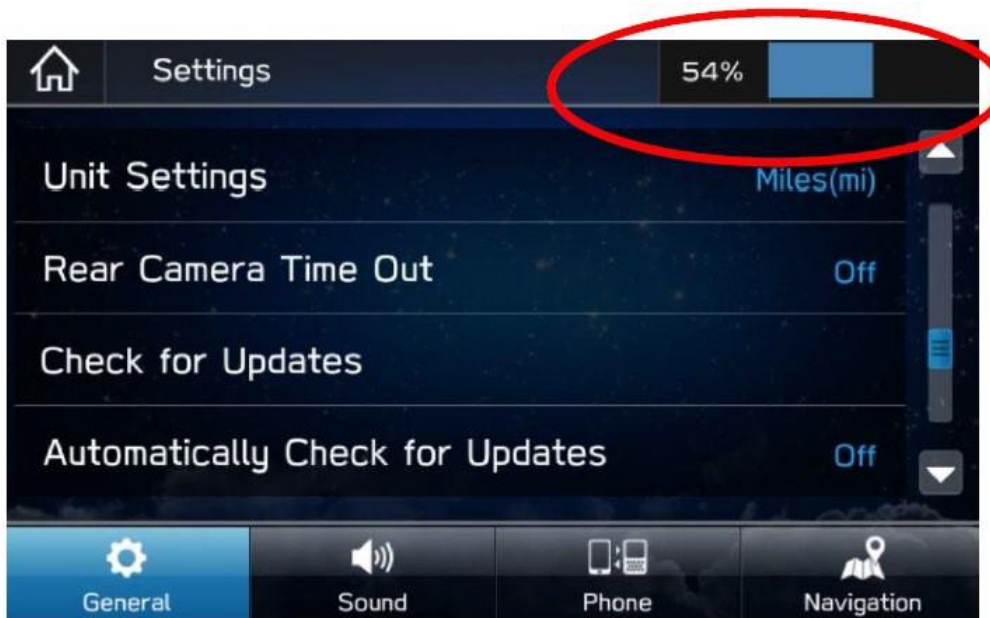 Settings
54%
Unit Settings
Miles(mi)
Rear Camera Time Out
Off
Check for Updates
Automatically Check for Updates
Off
General
Sound
Phone
Navigation